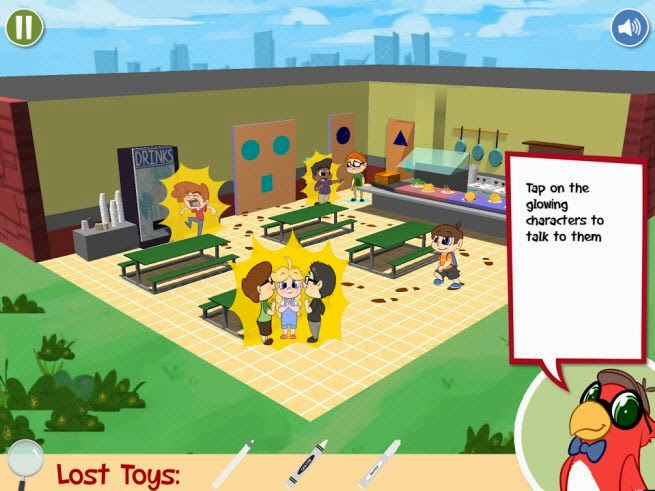 DRINKS
Tap on the
glowing
characters to
talk to them
Lost Toys: